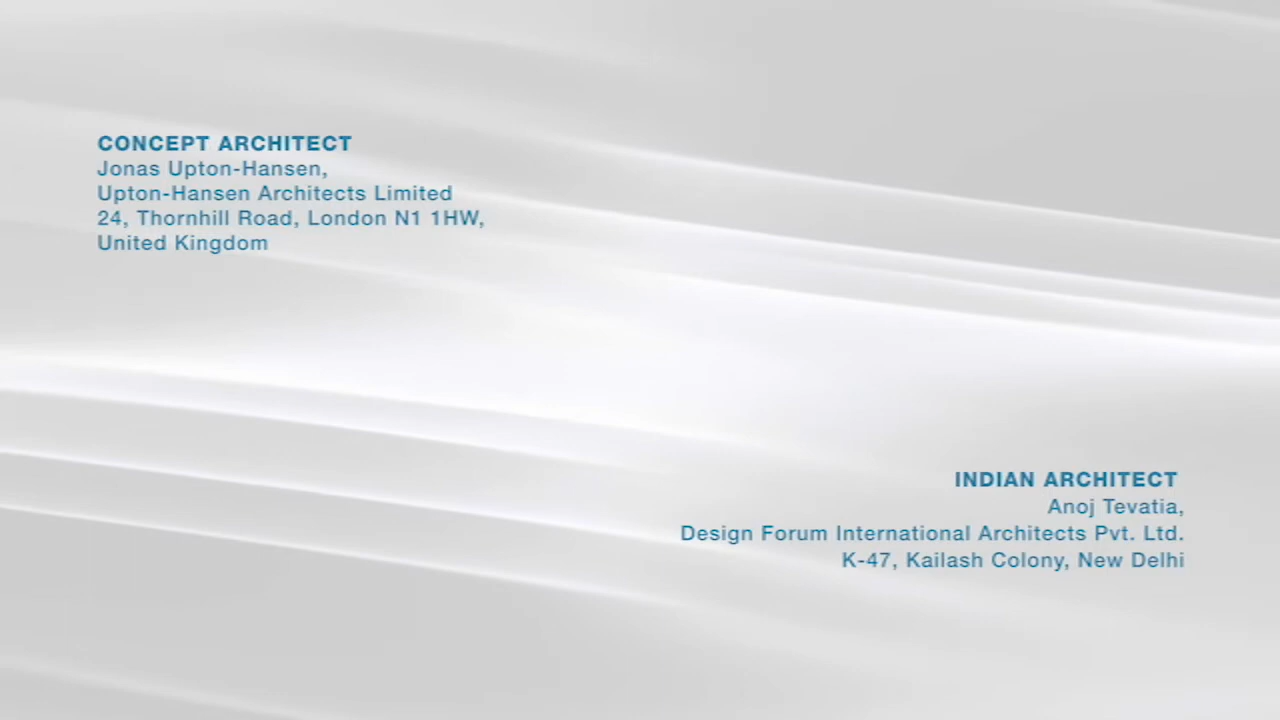 CONCEPT ARCHITECT
Jonas Upton-Hansen,
Upton-Hansen Architects Limited
24, Thornhill Road, London N1 1HW,
United Kingdom
INDIAN ARCHITECT
Anoj Tevatia,
Design Forum International Architects Pvt. Ltd.
K-47, Kailash Colony, New Delhi